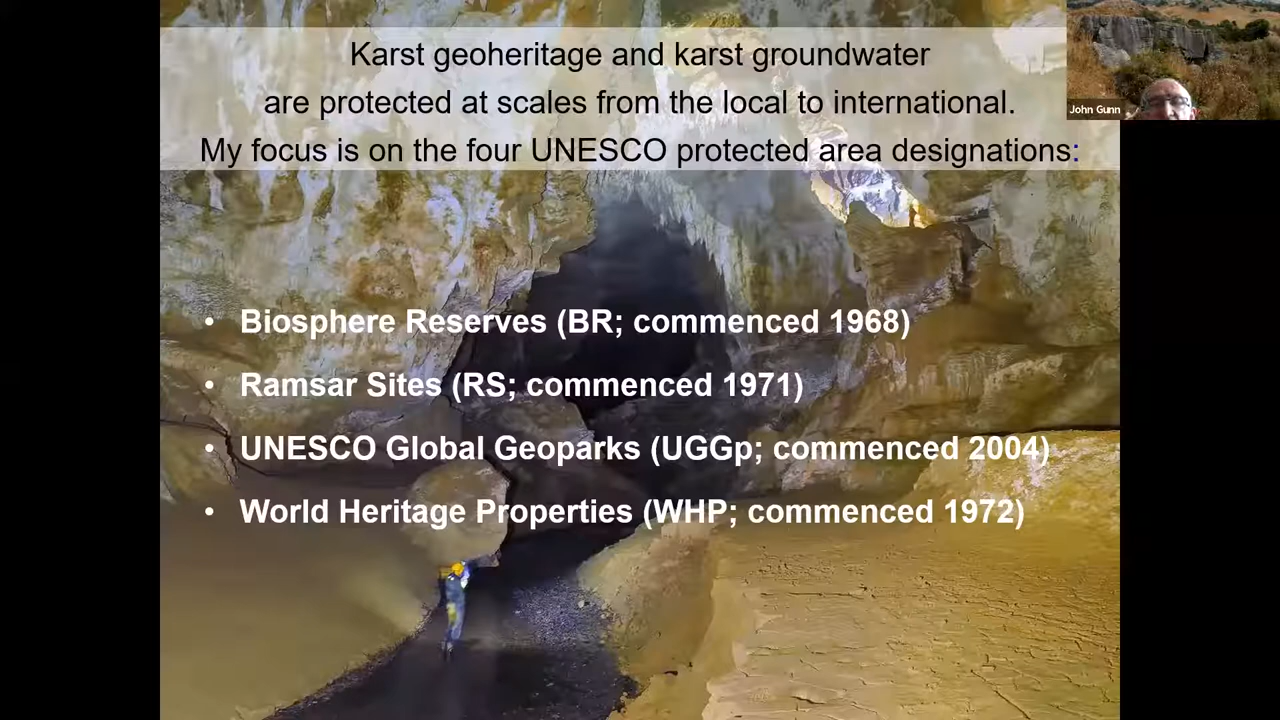 Karst geoheritage and karst groundwater
are protected at scales from the local to international.
My focus is on the four UNESCO protected area designations:
John Gunn
• Biosphere Reserves (BR; commenced 1968)
• Ramsar Sites (RS; commenced 1971)
• UNESCO Global Geoparks (UGGp; commenced 2004)
• World Heritage Properties (WHP; commenced 1972)